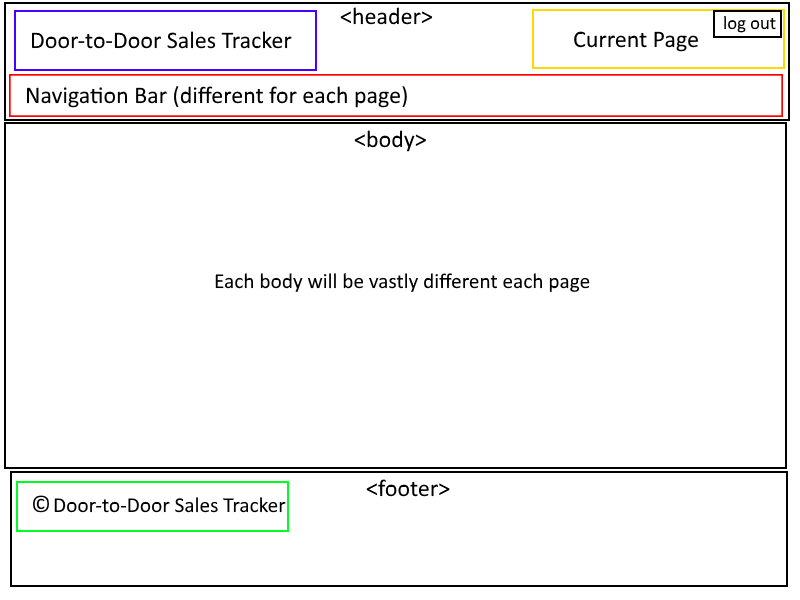 <header>
Door-to-Door Sales Tracker
Current Page
log out
Navigation Bar (different for each page)
<body>
Each body will be vastly different each page
<footer>
© Door-to-Door Sales Tracker